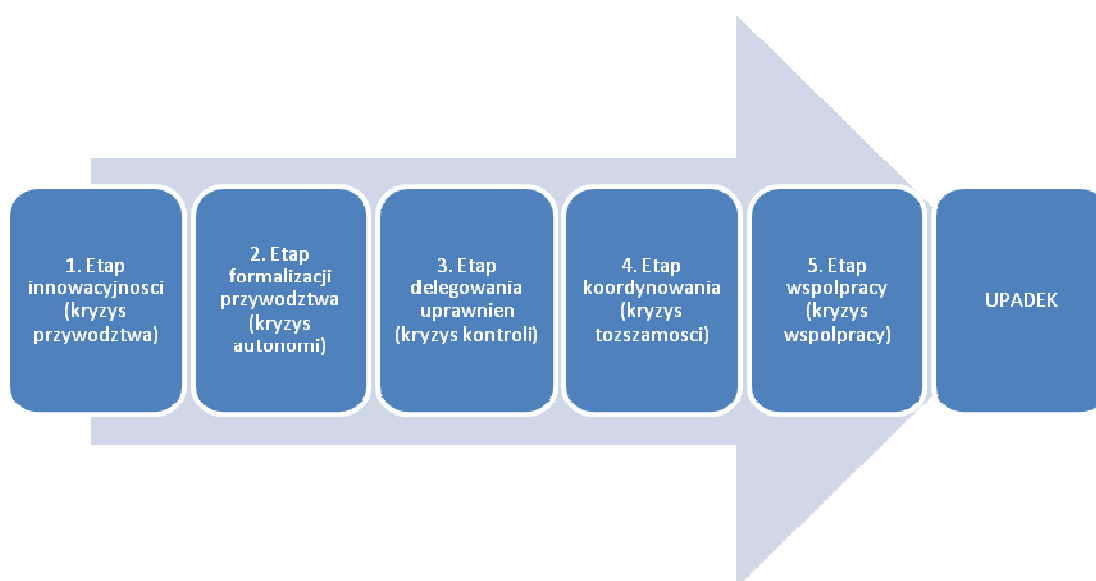 1. Etap
innowacyjnosci
(kryzys
przywodztwa)
2. Etap
formalizacji
przywodztwa
(kryzys
autonomi)
3. Etap
delegowania
uprawnien
(kryzys kontroli)
4. Etap
koordynowania
(kryzys
tozszamosci)
5. Etap
wspolpracy
(kryzys
wspolpracy)
UPADEK